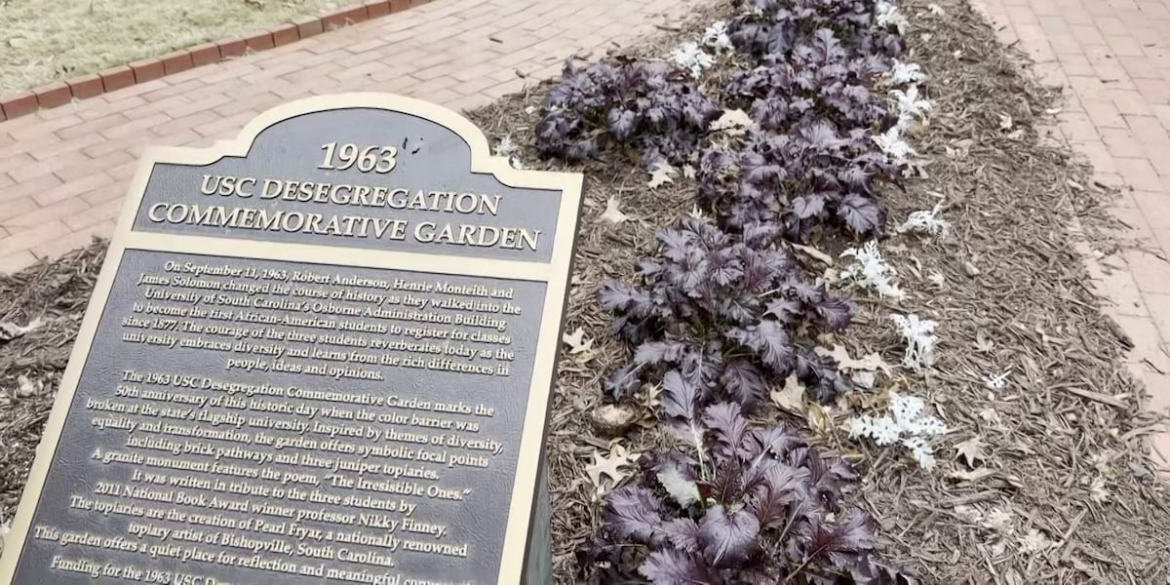 1963
USC DESEGREGATION
COMMEMORATIVE GARDEN
On September 11, 1963, Robert Anderson, Henrie Monteith and
James Solomon changed the course of history as they walked into the
University of South Carolina's Osborne Administration Building
to become the first African-American students to register for classes
since 1877. The courage of the three students reverberates today as the
university embraces diversity and learns from the rich differences in
people, ideas and opinions.
The 1963 USC Desegregation Commemorative Garden marks the
50th anniversary of this historic day when the color barrier was
broken at the state's flagship university. Inspired by themes of diversity,
equality and transformation, the garden offers symbolic focal points
including brick pathways and three juniper topiaries.
A granite monument features the poem, "The Irresistible Ones."
It was written in tribute to the three students by
2011 National Book Award winner professor Nikky Finney.
The topiaries are the creation of Pearl Fryar, a nationally renowned
topiary artist of Bishopville, South Carolina.
This garden offers a quiet place for reflection and meaningful
Funding for the 1963 USC